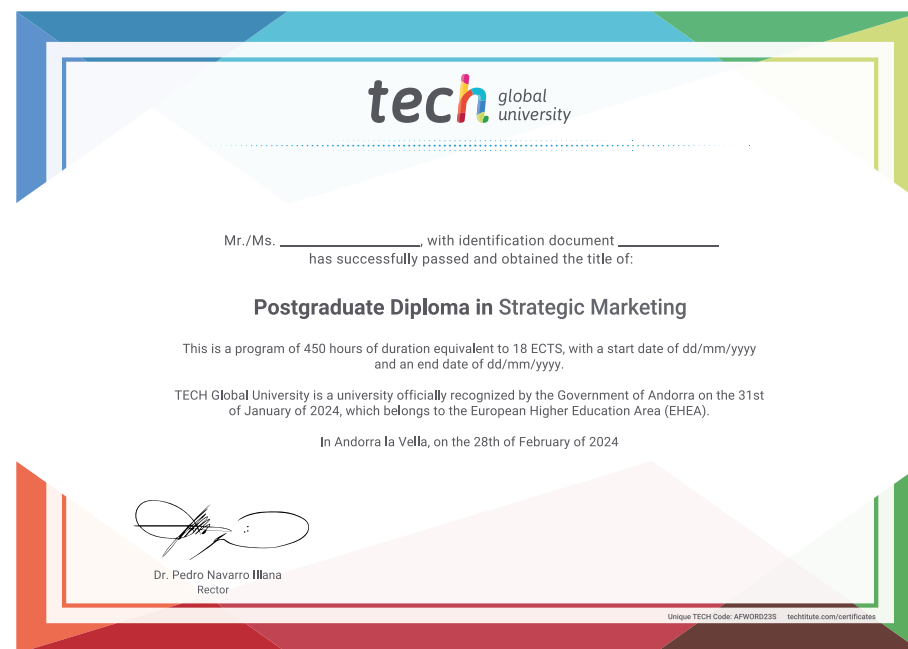 tech global university
Mr./Ms. ____________________, with identification document ______________
has successfully passed and obtained the title of:
Postgraduate Diploma in Strategic Marketing
This is a program of 450 hours of duration equivalent to 18 ECTS, with a start date of dd/mm/yyyy
and an end date of dd/mm/yyyy.
TECH Global University is a university officially recognized by the Government of Andorra on the 31st
of January of 2024, which belongs to the European Higher Education Area (EHEA).
In Andorra la Vella, on the 28th of February of 2024
Dr. Pedro Navarro Illana
Rector
Unique TECH Code: AFWORD23S techtitute.com/certificates